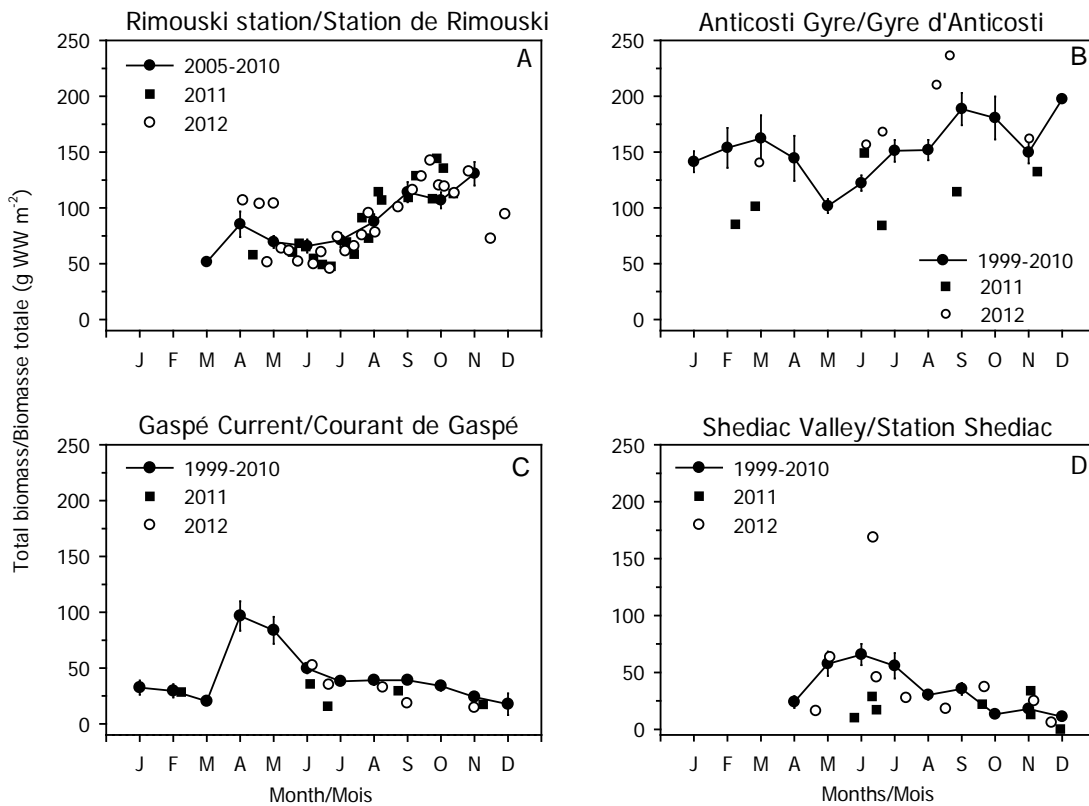 Rimouski station/Station de Rimouski
Anticosti Gyre/Gyre d'Anticosti
Total biomass/Biomasse totale (g WW m-2)
250
200
150
100
50
0
A
2005-2010
2011
2012
J F M A M J J A S O N D
250
200
150
100
50
0
B
1999-2010
2011
2012
J F M A M J J A S O N D
Gaspé Current/Courant de Gaspé
Shediac Valley/Station Shediac
250
200
150
100
50
0
C
1999-2010
2011
2012
J F M A M J J A S O N D
Month/Mois
250
200
150
100
50
0
D
1999-2010
2011
2012
J F M A M J J A S O N D
Months/Mois